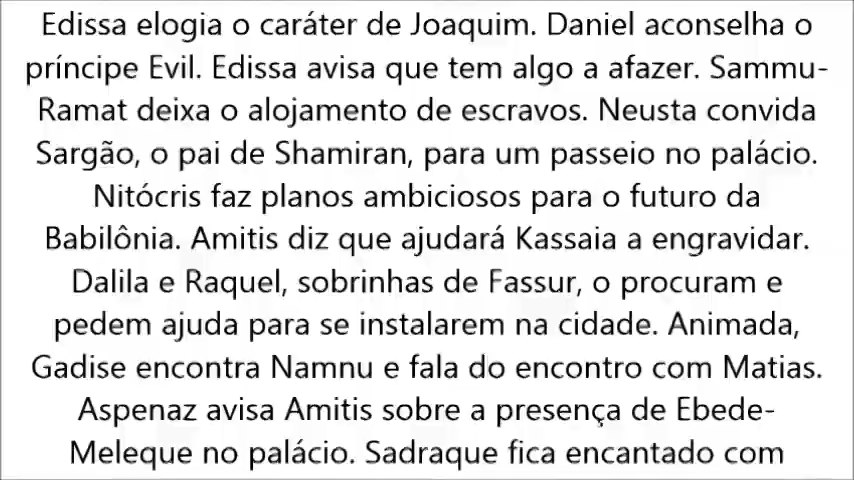 Edissa elogia o caráter de Joaquim. Daniel aconselha o
príncipe Evil. Edissa avisa que tem algo a afazer. Sammu-
Ramat deixa o alojamento de escravos. Neusta convida
Sargão, o pai de Shamiran, para um passeio no palácio.
Nitócris faz planos ambiciosos para o futuro da
Babilônia. Amitis diz que ajudará Kassaia a engravidar.
Dalila e Raquel, sobrinhas de Fassur, o procuram e
pedem ajuda para se instalarem na cidade. Animada,
Gadise encontra Namnu e fala do encontro com Matias.
Aspenaz avisa Amitis sobre a presença de Ebede-
Meleque no palácio. Sadraque fica encantado com